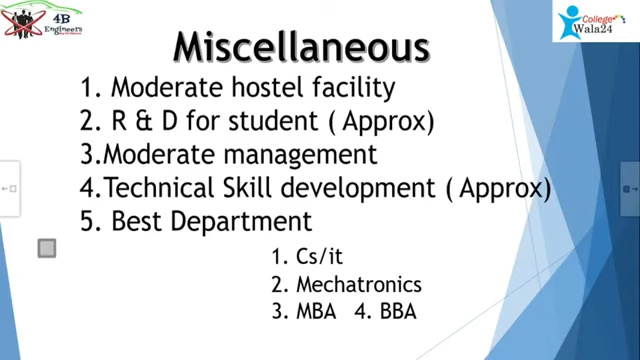 4B
Engineers
College
Wala24
Miscellaneous
1. Moderate hostel facility
2. R & D for student ( Approx)
3.Moderate management
4.Technical Skill development ( Approx)
5. Best Department
1. Cs/it
2. Mechatronics
3. MBA 4. BBA